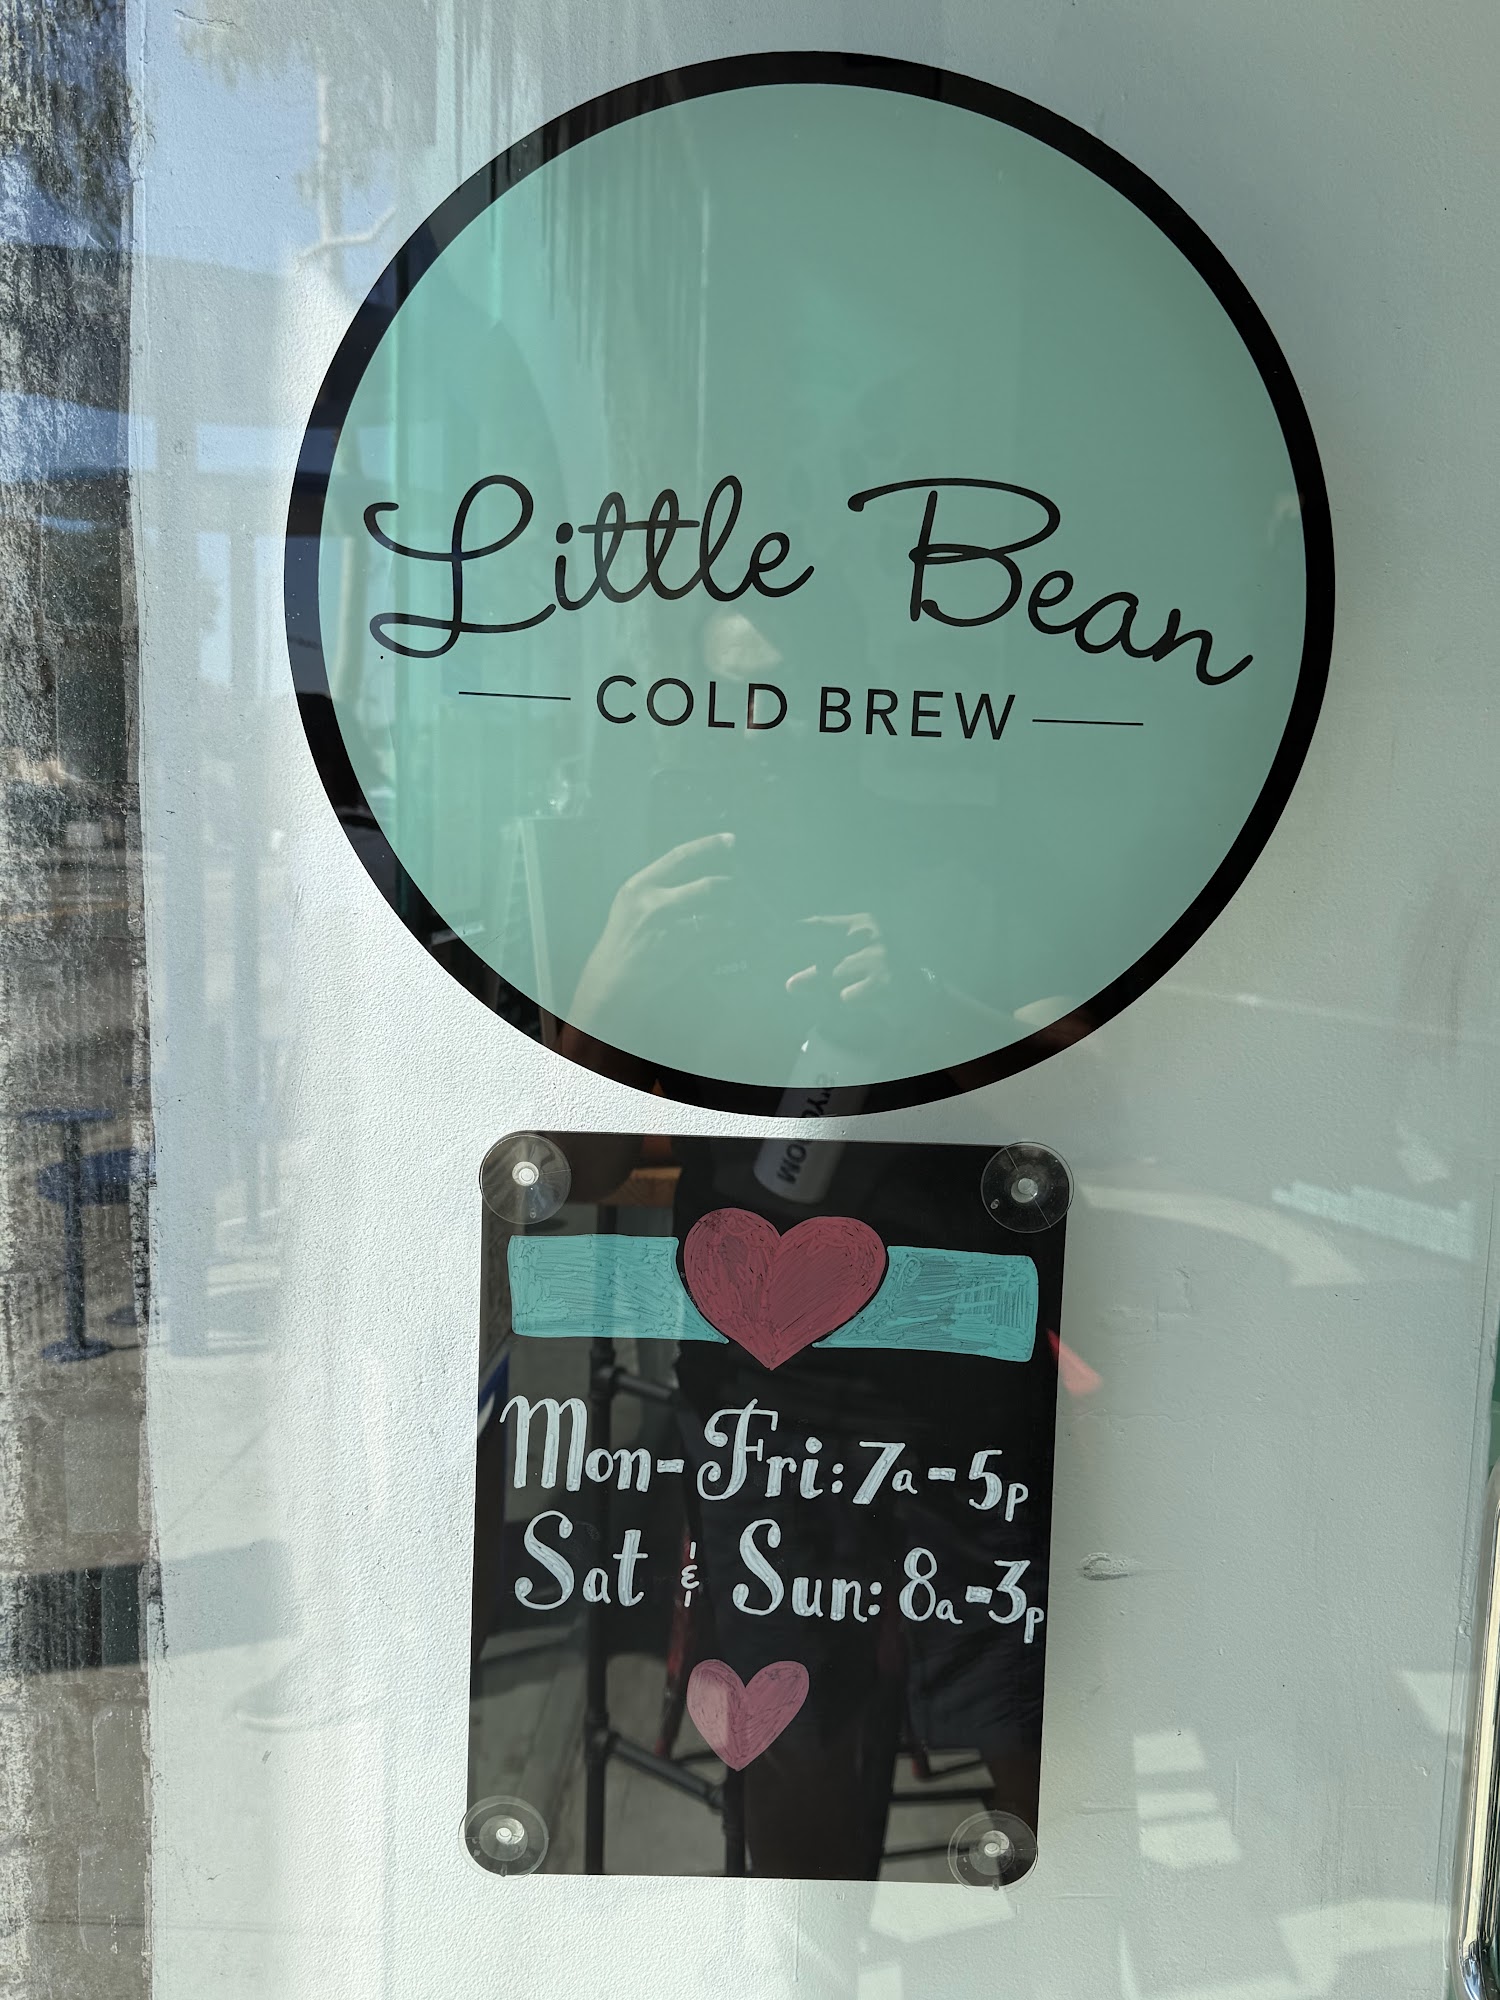 Little Bean
COLD BREW
Mon-Fri: 7a-5p
Sat & Sun: 8a-3p